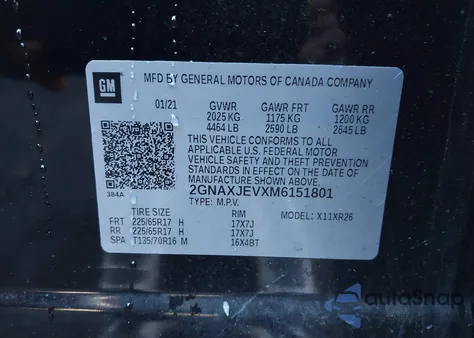 GM
MFD BY GENERAL MOTORS OF CANADA COMPANY
01/21 GVWR GAWR FRT GAWR RR
2025 KG 1175 KG 1200 KG
4464 LB 2590 LB 2645 LB
THIS VEHICLE CONFORMS TO ALL
APPLICABLE U.S. FEDERAL MOTOR
VEHICLE SAFETY AND THEFT PREVENTION
STANDARDS IN EFFECT ON THE DATE OF
MANUFACTURE SHOWN ABOVE.
2GNAXJEVXM6151801
384A TYPE: M.P.V.
TIRE SIZE RIM MODEL: X11XR26
FRT 225/65R17 H 17X7J
RR 225/65R17 H 17X7J
SPA T135/70R16 M 16X4BT
autoSnap